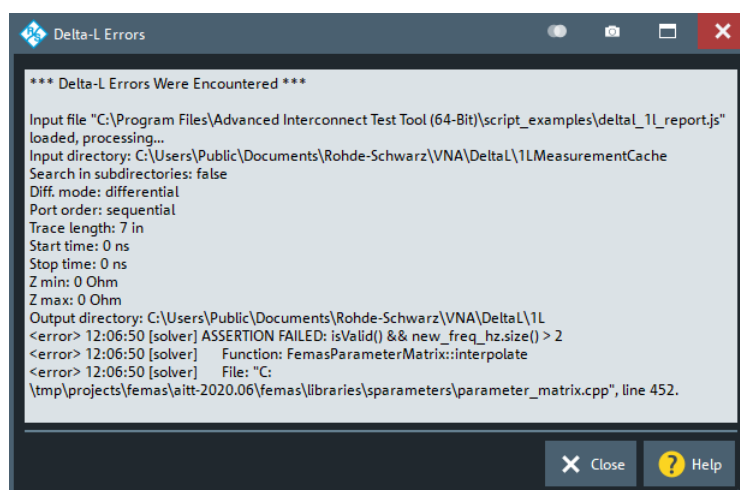 Delta-L Errors
*** Delta-L Errors Were Encountered ***
Input file "C:\Program Files\Advanced Interconnect Test Tool (64-Bit)\script_examples\deltal_1l_report.js"
loaded, processing...
Input directory: C:\Users\Public\Documents\Rohde-Schwarz\VNA\DeltaL\1LMeasurementCache
Search in subdirectories: false
Diff. mode: differential
Port order: sequential
Trace length: 7 in
Start time: 0 ns
Stop time: 0 ns
Z min: 0 Ohm
Z max: 0 Ohm
Output directory: C:\Users\Public\Documents\Rohde-Schwarz\VNA\DeltaL\1L
<error> 12:06:50 [solver] ASSERTION FAILED: isValid() && new_freq_hz.size() > 2
<error> 12:06:50 [solver]    Function: FemasParameterMatrix::interpolate
<error> 12:06:50 [solver]    File: "C:
\tmp\projects\femas\aitt-2020.06\femas\libraries\sparameters\parameter_matrix.cpp", line 452.
Close
? Help